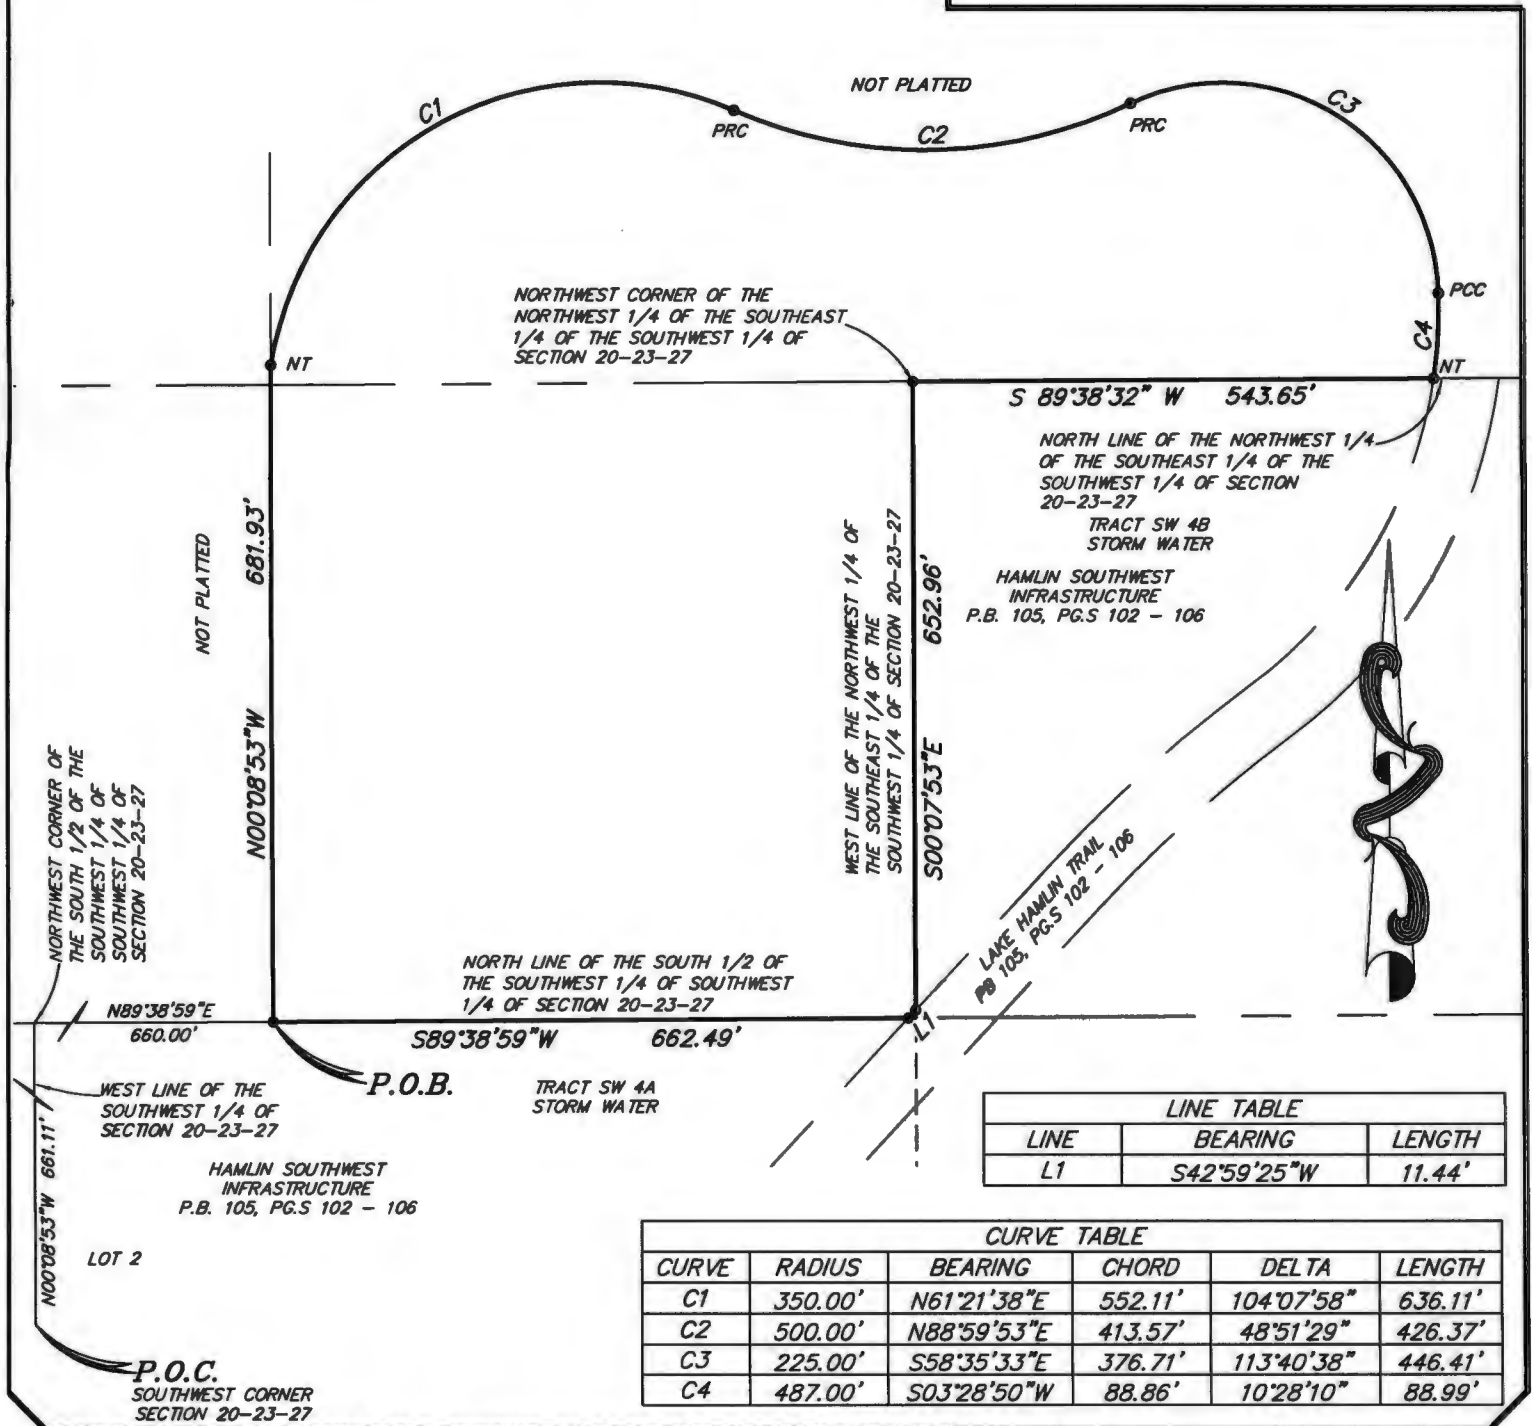 NOT PLATTED
C1
PRC
C2
PRC
C3
NORTHWEST CORNER OF THE
NORTHWEST 1/4 OF THE SOUTHEAST
1/4 OF THE SOUTHWEST 1/4 OF
SECTION 20-23-27
PCC
C4
NT
NT
S 89°38'32" W 543.65'
NORTH LINE OF THE NORTHWEST 1/4
OF THE SOUTHEAST 1/4 OF THE
SOUTHWEST 1/4 OF SECTION
20-23-27
TRACT SW 4B
STORM WATER
HAMLIN SOUTHWEST
INFRASTRUCTURE
P.B. 105, PG.S 102 - 106
NOT PLATTED
N00°08'53"W 681.93'
WEST LINE OF THE NORTHWEST 1/4 OF
THE SOUTHEAST 1/4 OF THE
SOUTHWEST 1/4 OF SECTION 20-23-27
S00°07'53"E 652.96'
NORTHWEST CORNER OF
THE SOUTH 1/2 OF THE
SOUTHWEST 1/4 OF
SOUTHWEST 1/4 OF
SECTION 20-23-27
LAKE HAMLIN TRAIL
PB 105, PG.S 102 - 106
NORTH LINE OF THE SOUTH 1/2 OF
THE SOUTHWEST 1/4 OF SOUTHWEST
1/4 OF SECTION 20-23-27
N89°38'59"E
660.00'
S89°38'59"W 662.49'
L1
P.O.B.
TRACT SW 4A
STORM WATER
WEST LINE OF THE
SOUTHWEST 1/4 OF
SECTION 20-23-27
N00°08'53"W 661.11'
HAMLIN SOUTHWEST
INFRASTRUCTURE
P.B. 105, PG.S 102 - 106
LOT 2
P.O.C.
SOUTHWEST CORNER
SECTION 20-23-27
LINE TABLE
LINE BEARING LENGTH
L1 S42°59'25"W 11.44'
CURVE TABLE
CURVE RADIUS BEARING CHORD DELTA LENGTH
C1 350.00' N61°21'38"E 552.11' 104°07'58" 636.11'
C2 500.00' N88°59'53"E 413.57' 48°51'29" 426.37'
C3 225.00' S58°35'33"E 376.71' 113°40'38" 446.41'
C4 487.00' S03°28'50"W 88.86' 10°28'10" 88.99'